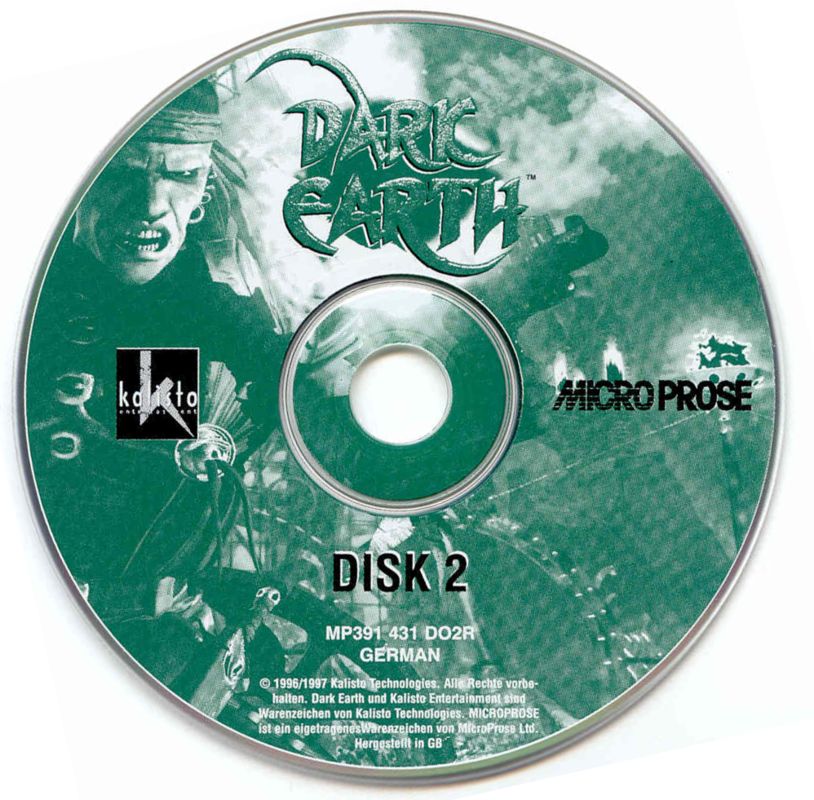 DARK
EARTH™
kalisto
entertainment
MICROPROSE
DISK 2
MP391 431 DO2R
GERMAN
© 1996/1997 Kalisto Technologies. Alle Rechte vorbe-
halten. Dark Earth und Kalisto Entertainment sind
Warenzeichen von Kalisto Technologies. MICROPROSE
ist ein eigetragenesWarenzeichen von MicroProse Ltd.
Hergestellt in GB